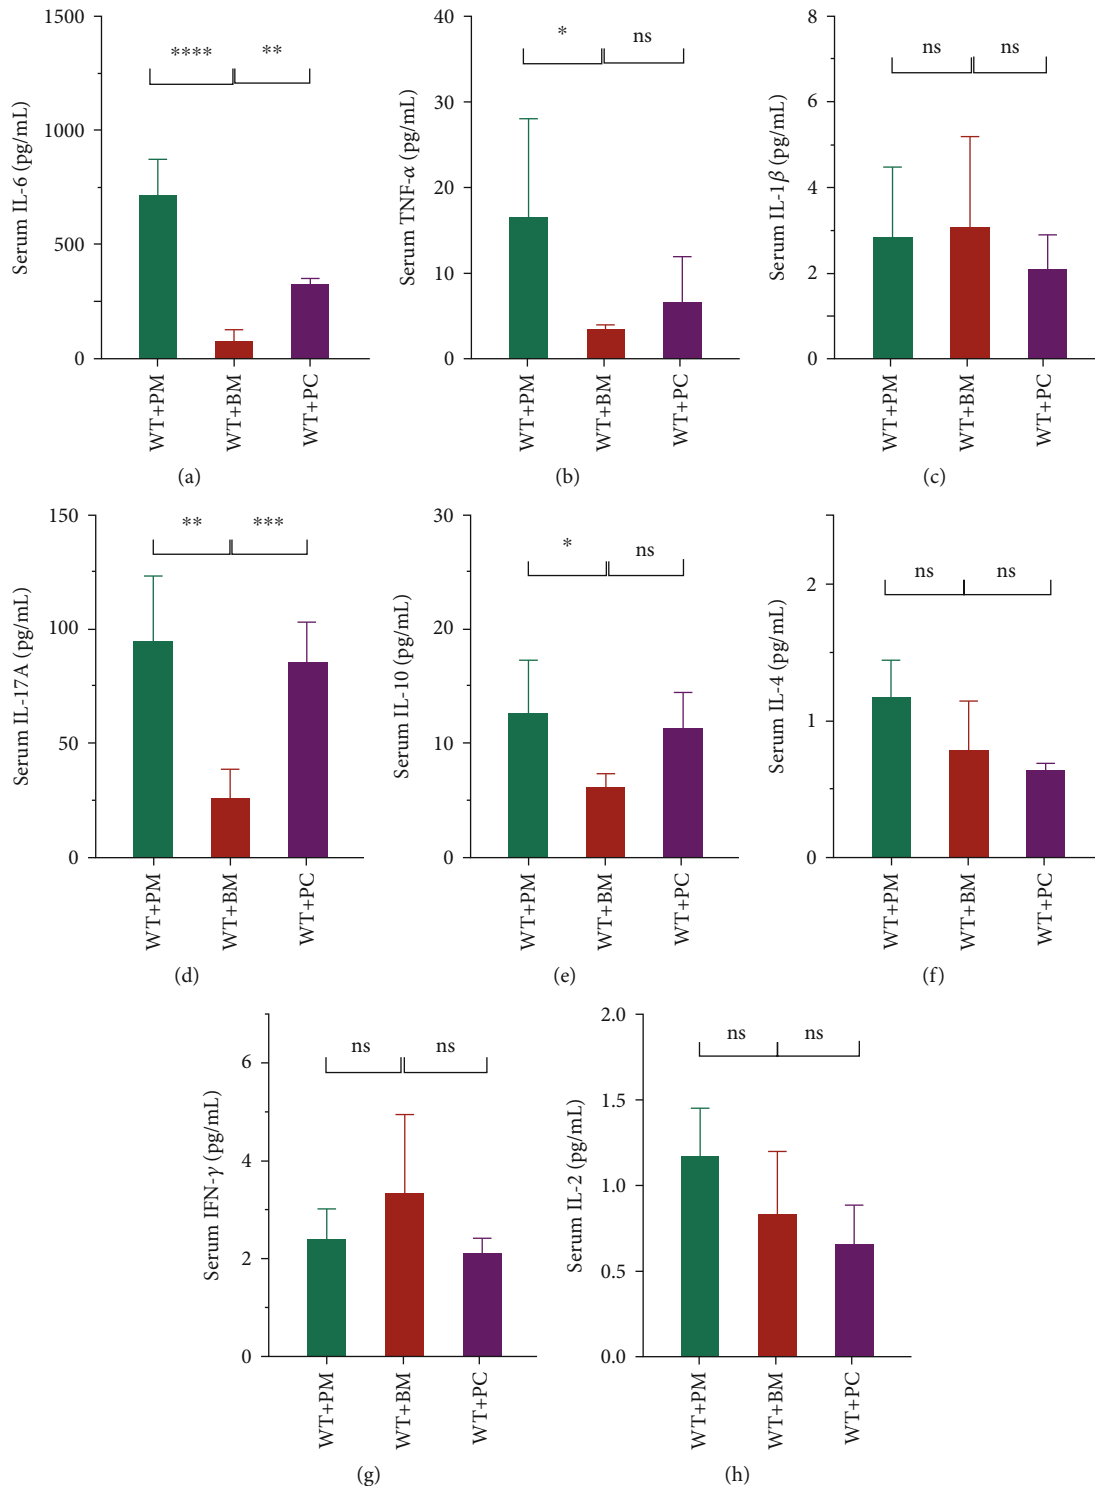 Serum IL-6 (pg/mL)
1500
1000
500
0
****
**
WT+PM
WT+BM
WT+PC
(a)
Serum TNF-α (pg/mL)
40
30
20
10
0
*
ns
WT+PM
WT+BM
WT+PC
(b)
Serum IL-1β (pg/mL)
8
6
4
2
0
ns
ns
WT+PM
WT+BM
WT+PC
(c)
Serum IL-17A (pg/mL)
150
100
50
0
**
***
WT+PM
WT+BM
WT+PC
(d)
Serum IL-10 (pg/mL)
30
20
10
0
*
ns
WT+PM
WT+BM
WT+PC
(e)
Serum IL-4 (pg/mL)
2
1
0
ns
ns
WT+PM
WT+BM
WT+PC
(f)
Serum IFN-γ (pg/mL)
6
4
2
0
ns
ns
WT+PM
WT+BM
WT+PC
(g)
Serum IL-2 (pg/mL)
2.0
1.5
1.0
0.5
0.0
ns
ns
WT+PM
WT+BM
WT+PC
(h)